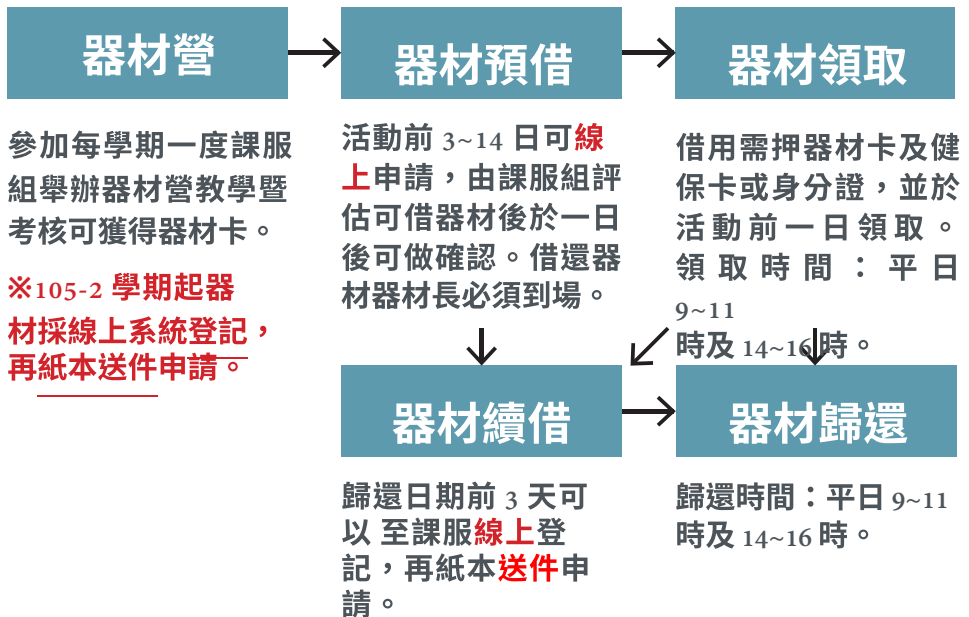 器材營
參加每學期一度課服
組舉辦器材營教學暨
考核可獲得器材卡。
※105-2 學期起器
材採線上系統登記，
再紙本送件申請。
器材預借
活動前 3~14 日可線
上申請，由課服組評
估可借器材後於一日
後可做確認。借還器
材器材長必須到場。
器材領取
借用需押器材卡及健
保卡或身分證，並於
活動前一日領取。
領取時間：平日
9~11
時及 14~16 時。
器材續借
歸還日期前 3 天可
以 至課服線上登
記，再紙本送件申
請。
器材歸還
歸還時間：平日 9~11
時及 14~16 時。